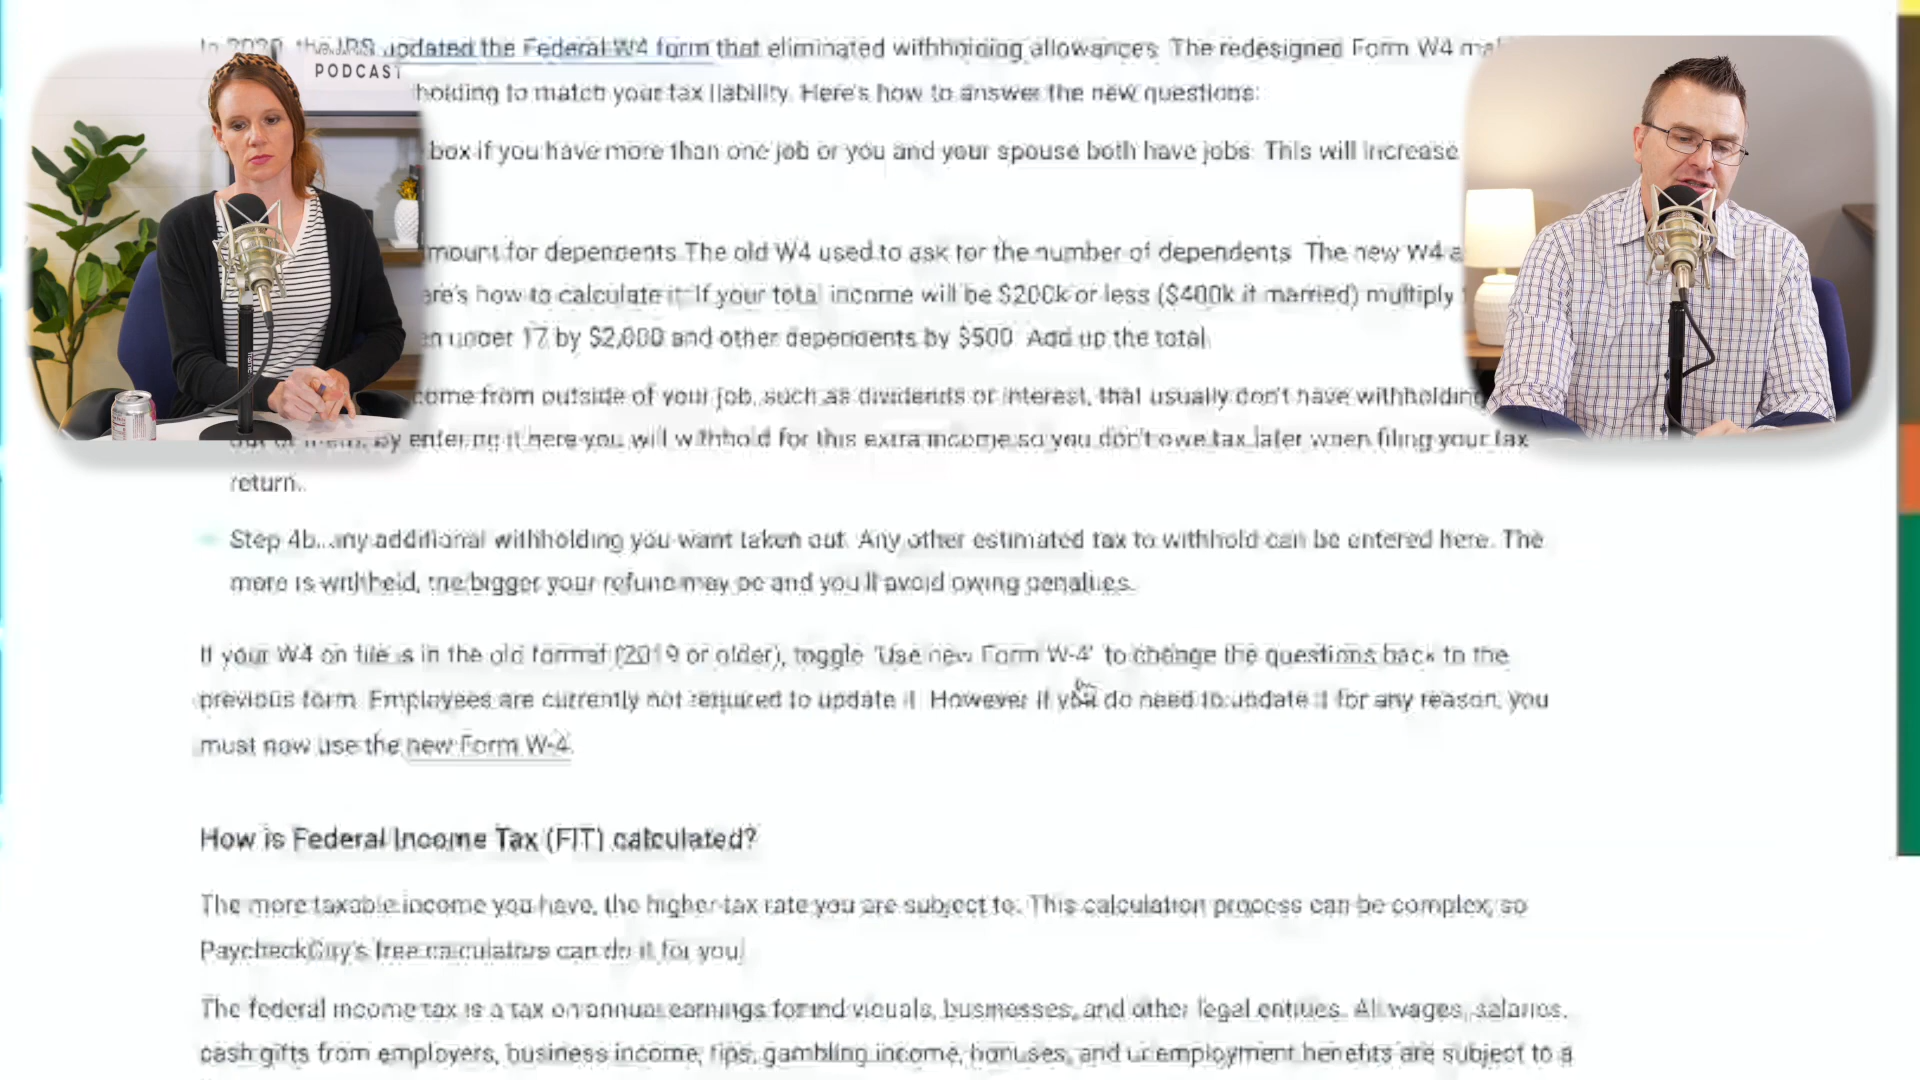 In 2020, the IRS updated the Federal W4 form that eliminated withholding allowances. The redesigned Form W4
PODCAST
holding to match your tax liability. Here's how to answer the new questions:
box if you have more than one job or you and your spouse both have jobs. This will increase
mount for dependents. The old W4 used to ask for the number of dependents. The new W4
ere's how to calculate it: If your total income will be $200k or less ($400k if married) multiply
en under 17 by $2,000 and other dependents by $500. Add up the total.
come from outside of your job, such as dividends or interest, that usually don't have withholding
out of them. By entering it here you will withhold for this extra income so you don't owe tax later when filing your tax
return.
Step 4b: any additional withholding you want taken out. Any other estimated tax to withhold can be entered here. The
more is withheld, the bigger your refund may be and you'll avoid owing penalties.
If your W4 on file is in the old format (2019 or older), toggle 'Use new Form W-4' to change the questions back to the
previous form. Employees are currently not required to update it. However if you do need to update it for any reason, you
must now use the new Form W-4.
How is Federal Income Tax (FIT) calculated?
The more taxable income you have, the higher tax rate you are subject to. This calculation process can be complex, so
PaycheckCity's free calculators can do it for you!
The federal income tax is a tax on annual earnings for individuals, businesses, and other legal entities. All wages, salaries,
cash gifts from employers, business income, tips, gambling income, bonuses, and unemployment benefits are subject to a